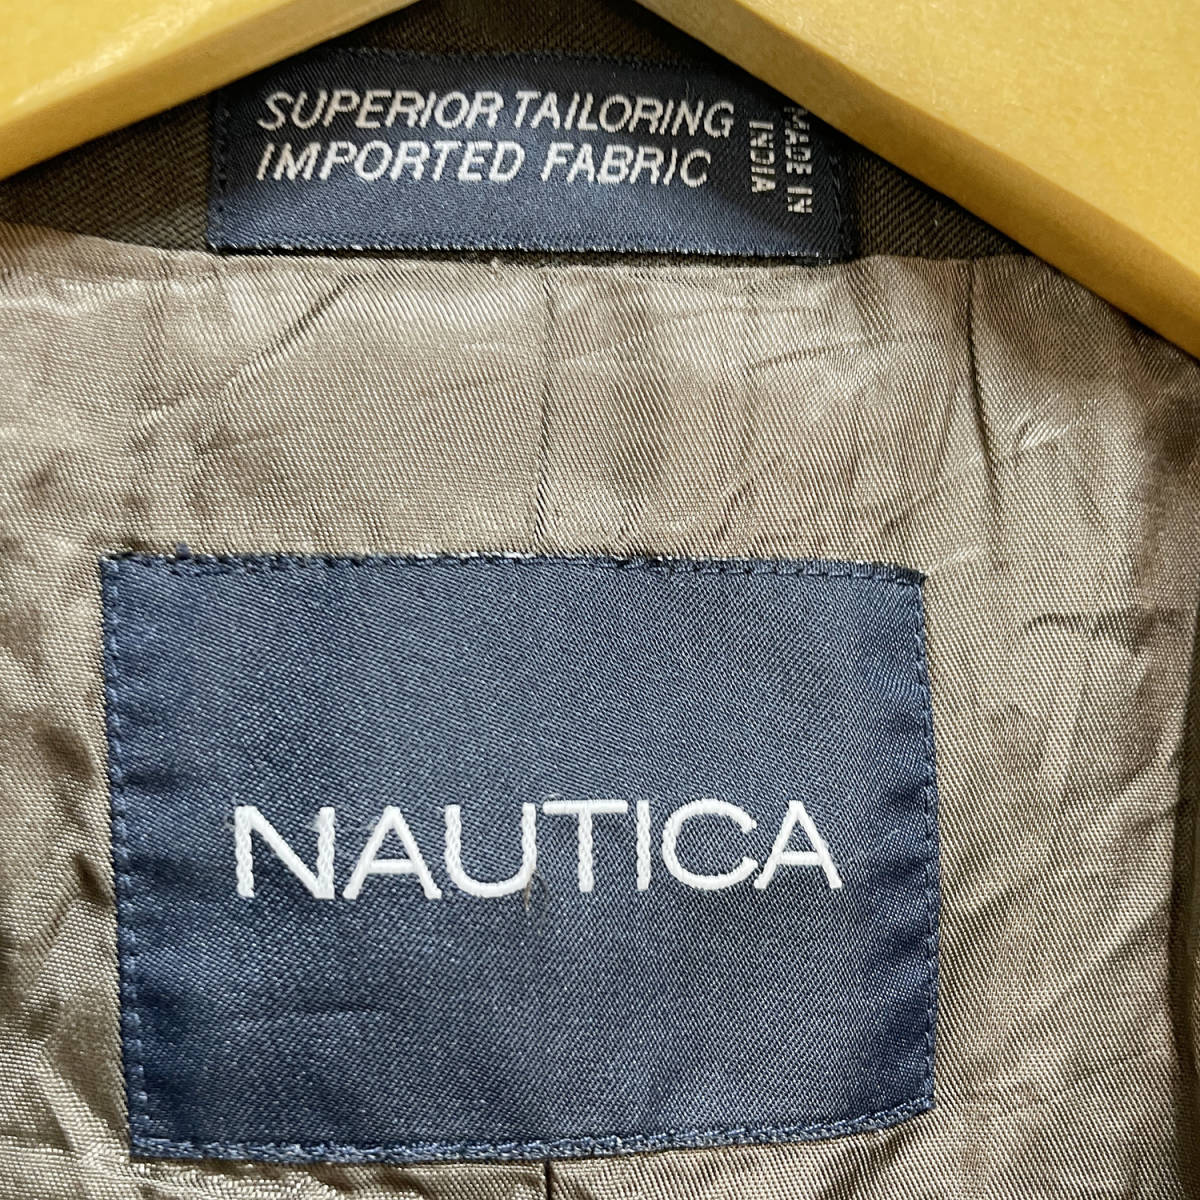 SUPERIOR TAILORING
IMPORTED FABRIC
MADE IN
INDIA
NAUTICA